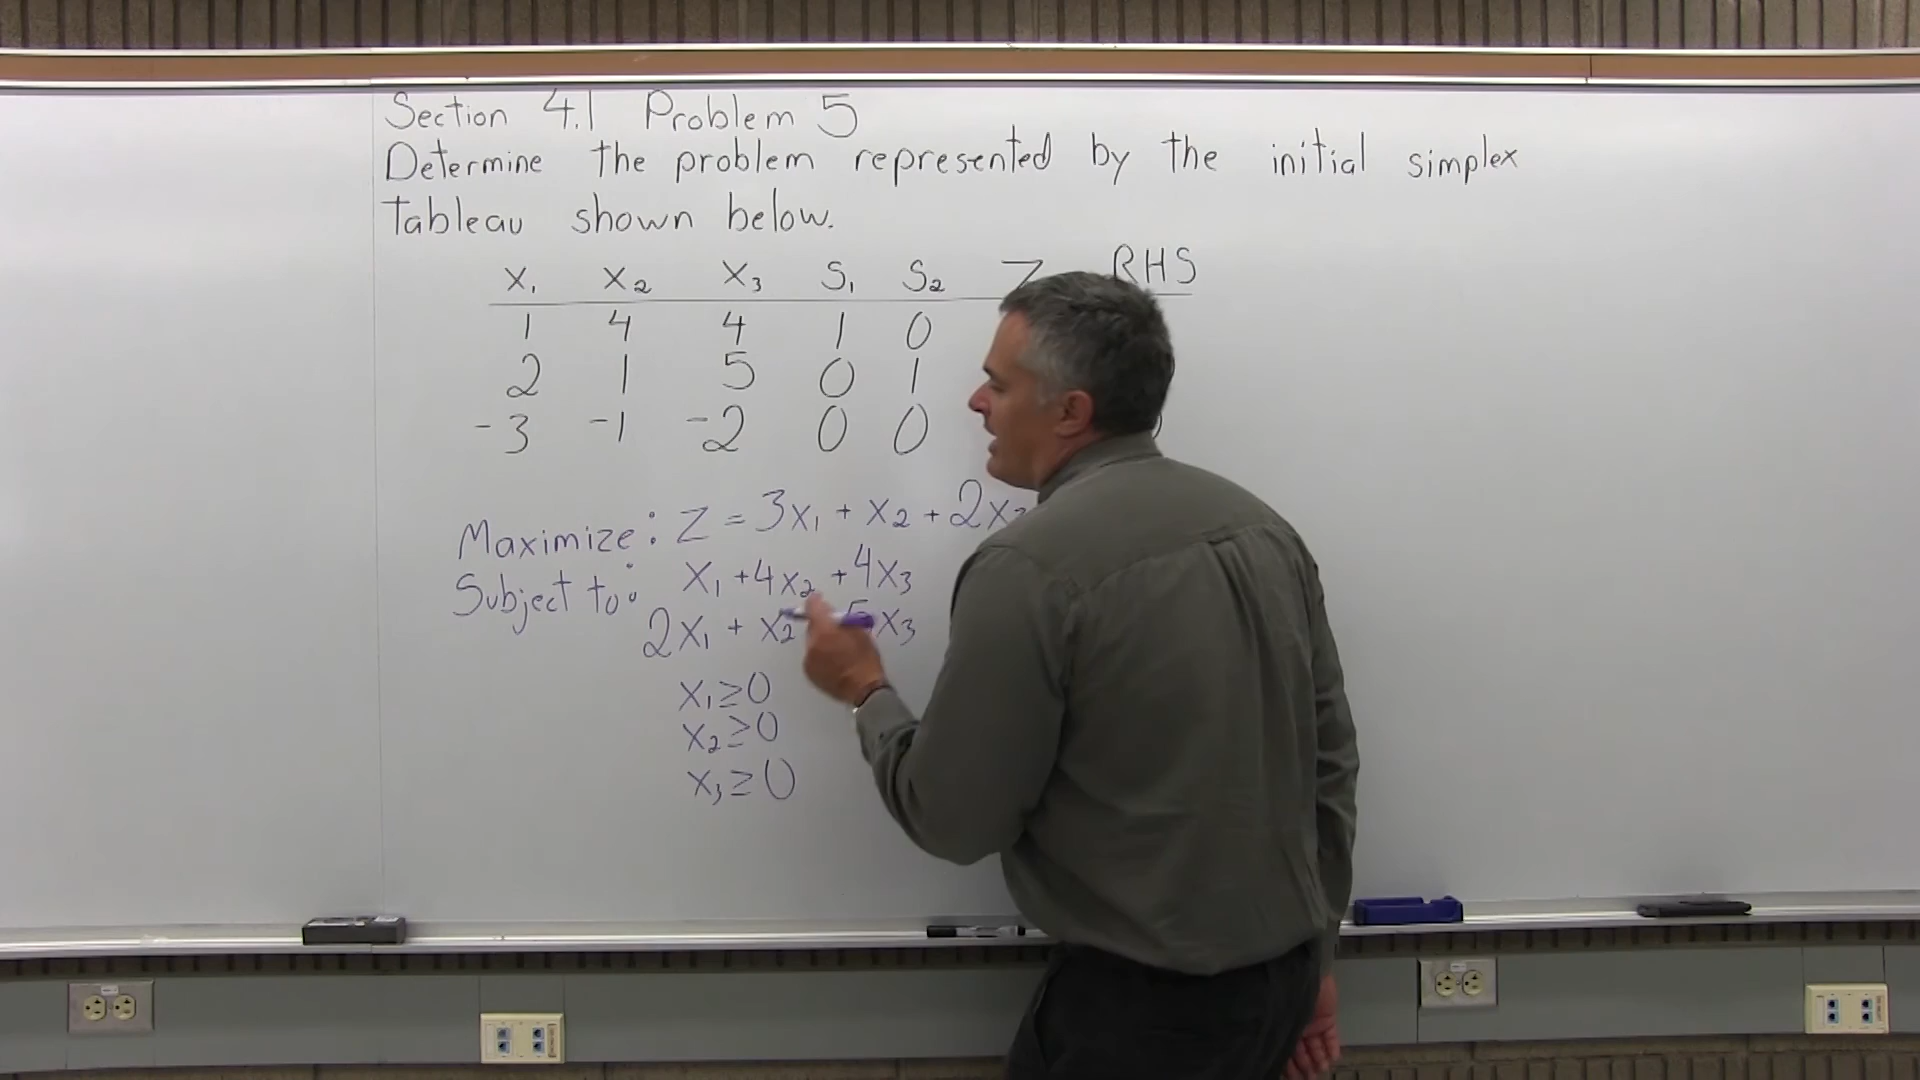 Section 4.1 Problem 5
Determine the problem represented by the initial simplex
tableau shown below.
x₁ x₂ x₃ S₁ S₂ Z RHS
1 4 4 1 0
2 1 5 0 1
-3 -1 -2 0 0
Maximize: Z = 3x₁ + x₂ + 2x₃
Subject to: x₁ + 4x₂ + 4x₃
2x₁ + x₂ 5x₃
x₁ ≥ 0
x₂ ≥ 0
x₃ ≥ 0